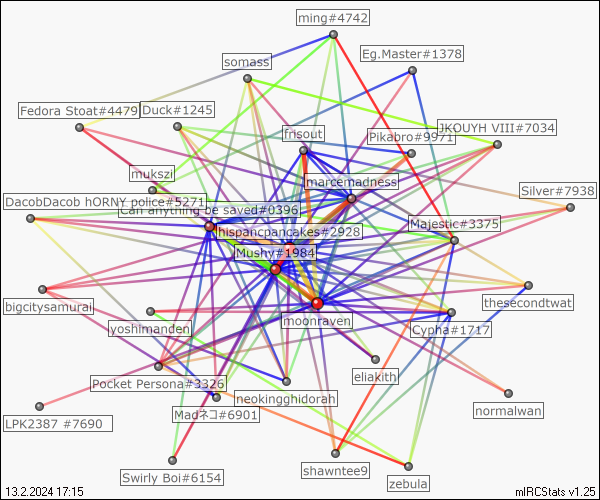 ming#4742
Eg.Master#1378
somass
Fedora Stoat#4479
Duck#1245
JKOUYH VIII#7034
frisout
Pikabro#9971
mukszi
marcemadness
Silver#7938
DacobDacob hORNY police#5271
Can anything be saved#0396
Majestic#3375
hispancpancakes#2928
Mushy#1984
bigcitysamurai
thesecondtwat
moonraven
yoshimanden
Cypha#1717
eliakith
Pocket Persona#3326
neokingghidorah
Madネコ#6901
normalwan
LPK2387 #7690
shawntee9
Swirly Boi#6154
zebula
13.2.2024 17:15
mIRCStats v1.25